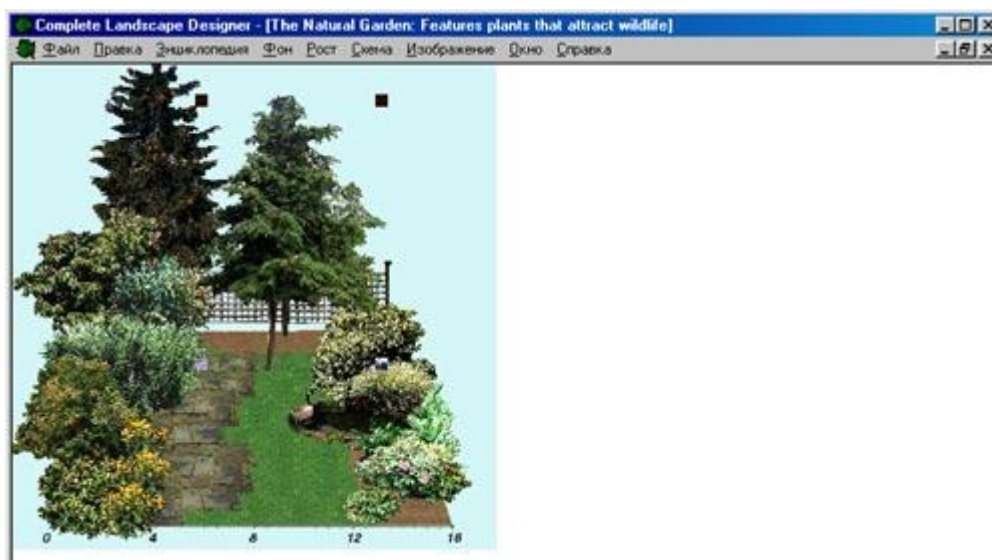 Complete Landscape Designer - [The Natural Garden: Features plants that attract wildlife]
Файл Правка Энциклопедия Фон Рост Схема Изображение Окно Справка
0 4 8 12 16